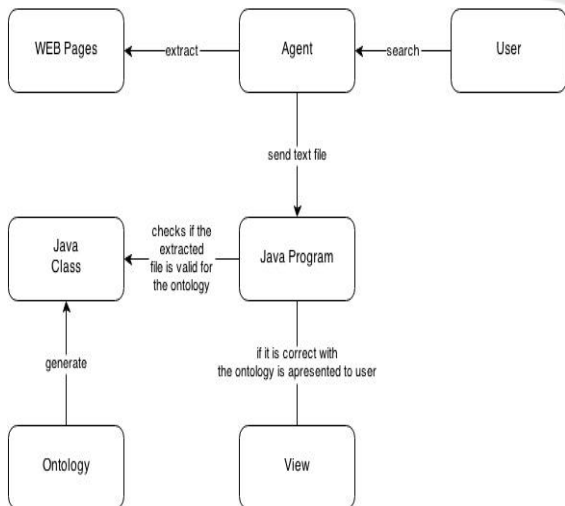 WEB Pages
extract
Agent
search
User
send text file
Java
Class
checks if the
extracted
file is valid for
the ontology
Java Program
generate
if it is correct with
the ontology is apresented to user
Ontology
View